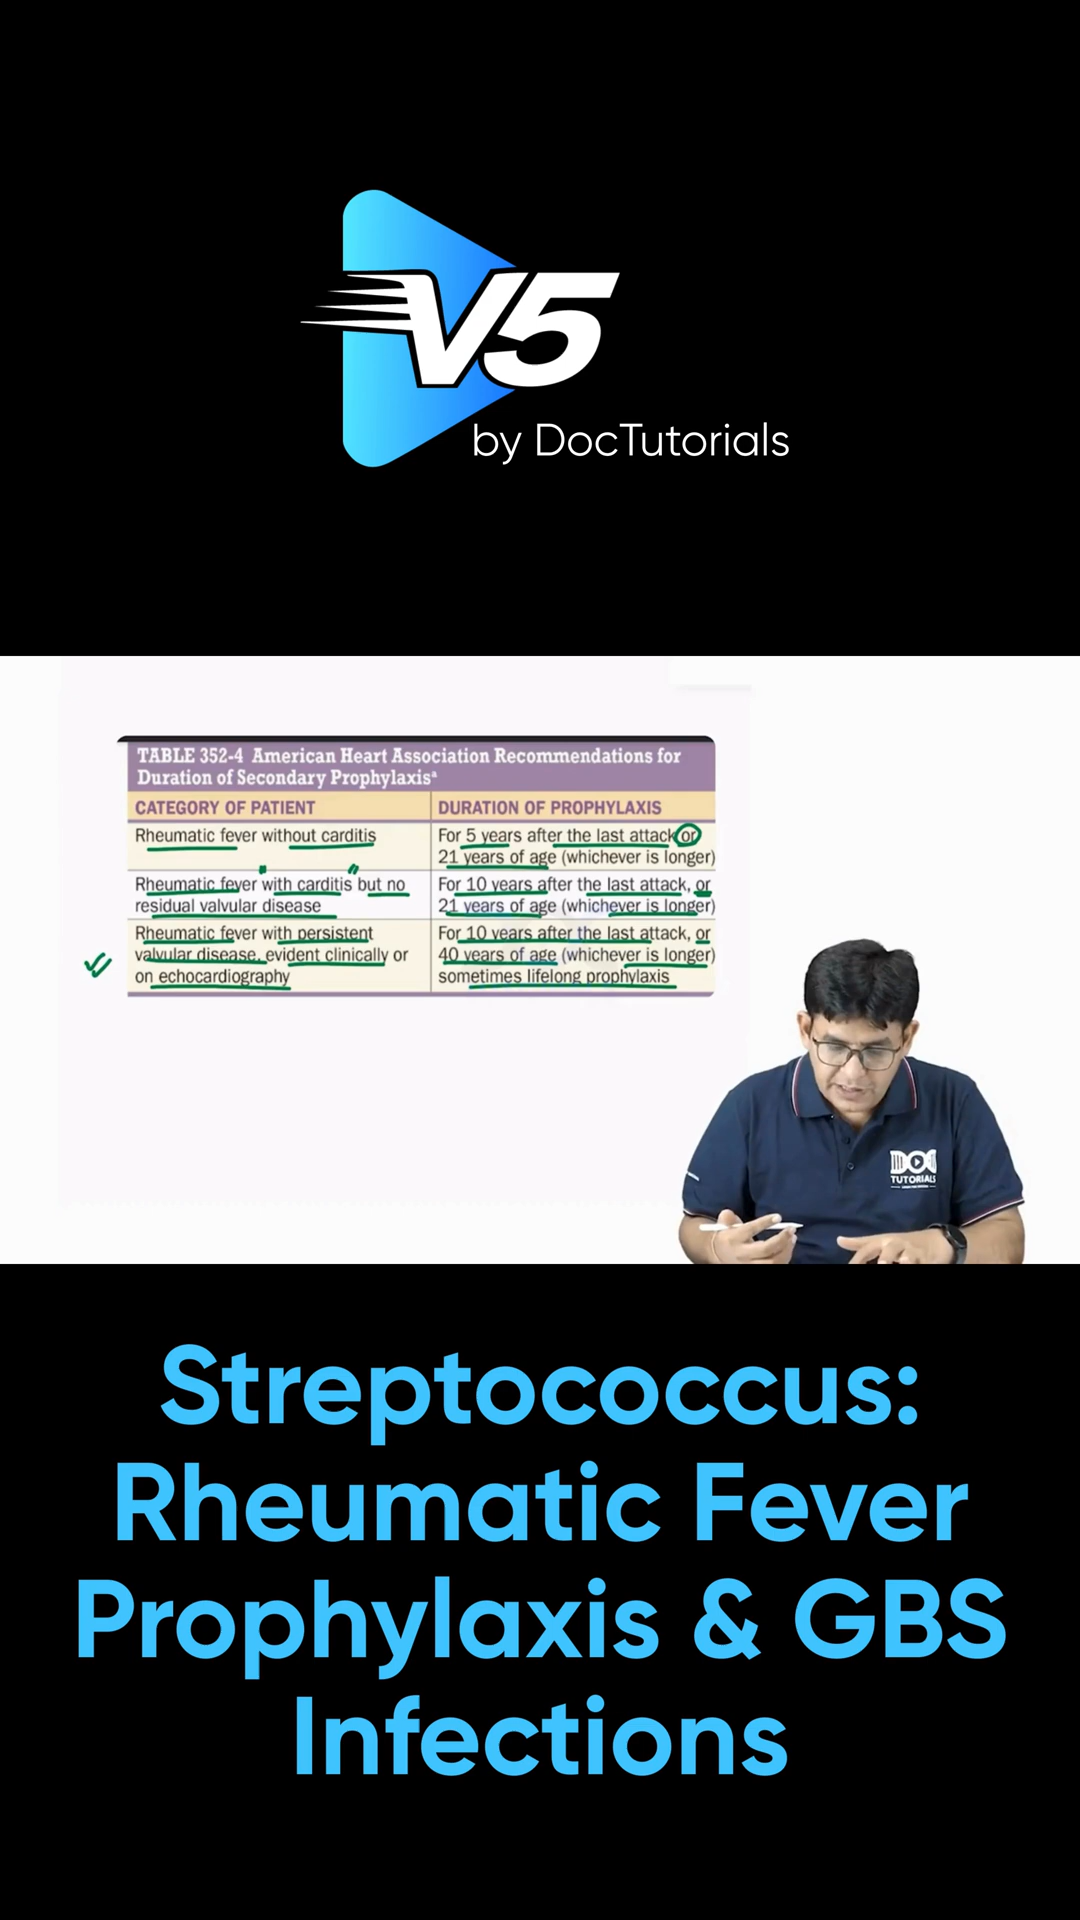 V5
by DocTutorials
TABLE 352-4 American Heart Association Recommendations for
Duration of Secondary Prophylaxisᵃ
CATEGORY OF PATIENT
DURATION OF PROPHYLAXIS
Rheumatic fever without carditis
For 5 years after the last attack or
21 years of age (whichever is longer)
Rheumatic fever with carditis but no
residual valvular disease
For 10 years after the last attack, or
21 years of age (whichever is longer)
Rheumatic fever with persistent
valvular disease, evident clinically or
on echocardiography
For 10 years after the last attack, or
40 years of age (whichever is longer)
sometimes lifelong prophylaxis
DOC
TUTORIALS
Streptococcus:
Rheumatic Fever
Prophylaxis & GBS
Infections